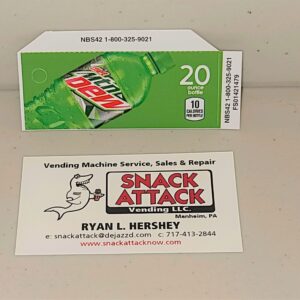 NBS42 1-800-325-9021
diet
Mtn
Dew
20
ounce
bottle
10
CALORIES
PER BOTTLE
NBS42 1-800-325-9021
FS01421479
Vending Machine Service, Sales & Repair
SNACK
ATTACK
Vending LLC.
Manheim, PA
RYAN L. HERSHEY
e: snackattack@dejazzd.com c: 717-413-2844
www.snackattacknow.com